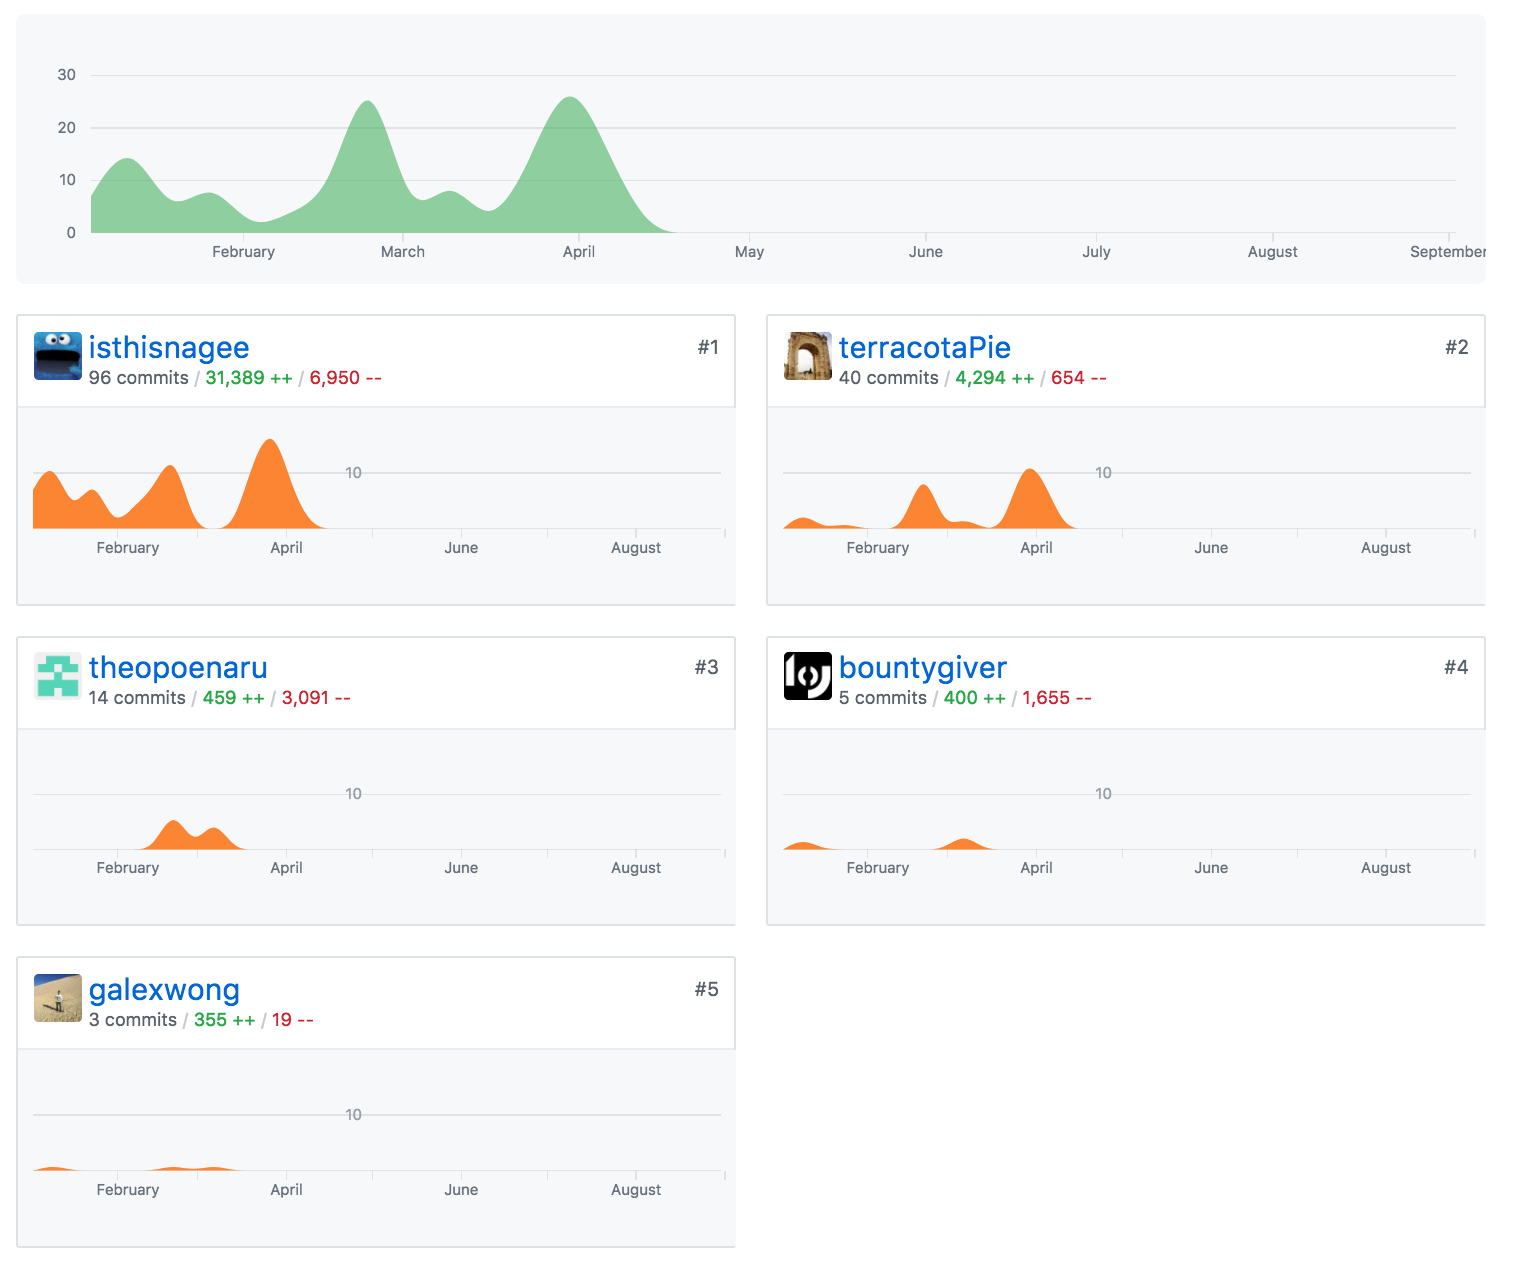 30
20
10
0
February March April May June July August September
isthisnagee #1
96 commits / 31,389 ++ / 6,950 --
10
February April June August
terracotaPie #2
40 commits / 4,294 ++ / 654 --
10
February April June August
theopoenaru #3
14 commits / 459 ++ / 3,091 --
10
February April June August
bountygiver #4
5 commits / 400 ++ / 1,655 --
10
February April June August
galexwong #5
3 commits / 355 ++ / 19 --
10
February April June August